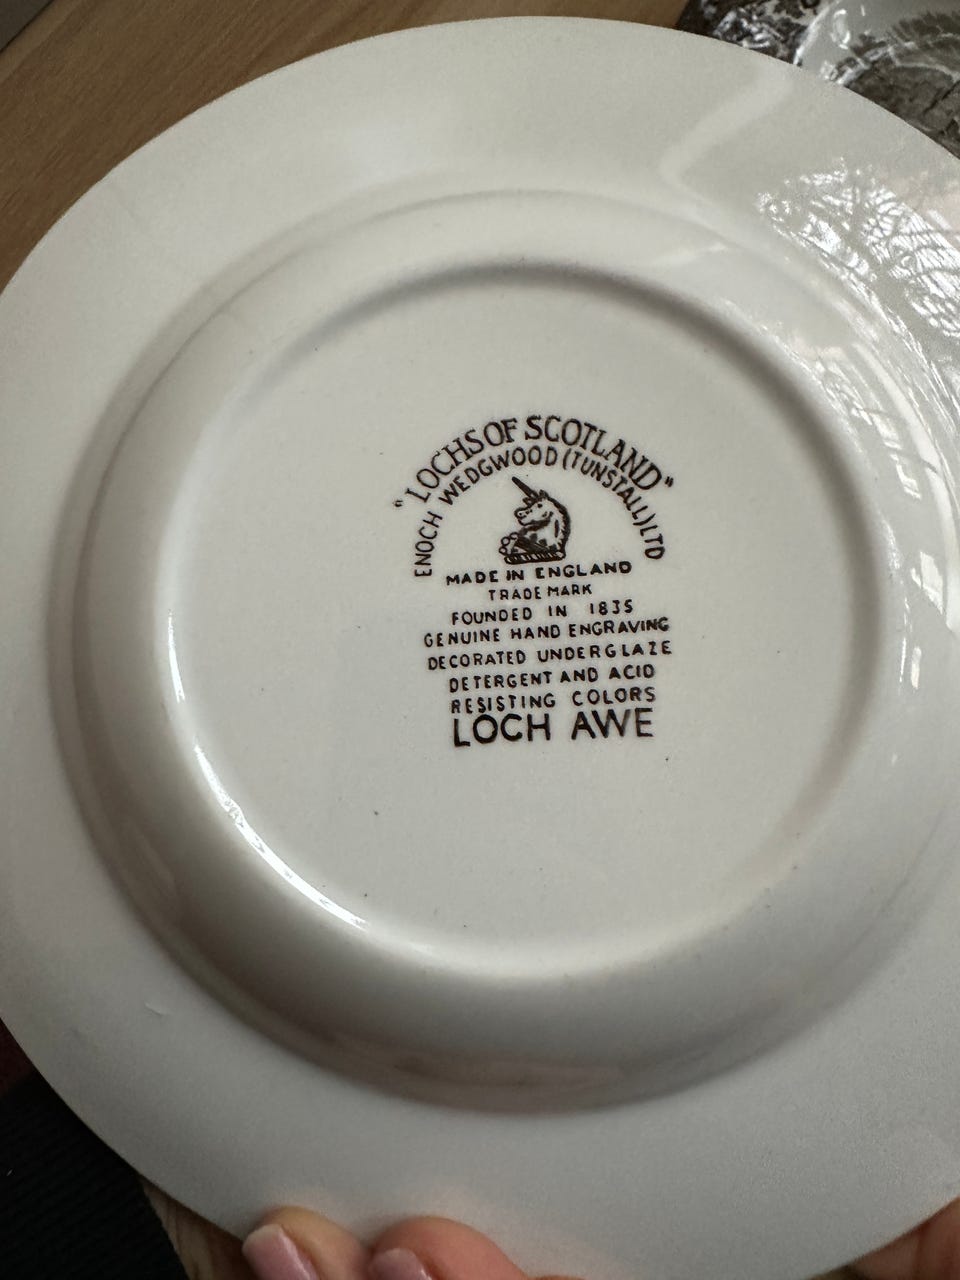 "LOCHS OF SCOTLAND"
ENOCH WEDGWOOD (TUNSTALL) LTD
MADE IN ENGLAND
TRADE MARK
FOUNDED IN 1835
GENUINE HAND ENGRAVING
DECORATED UNDERGLAZE
DETERGENT AND ACID
RESISTING COLORS
LOCH AWE